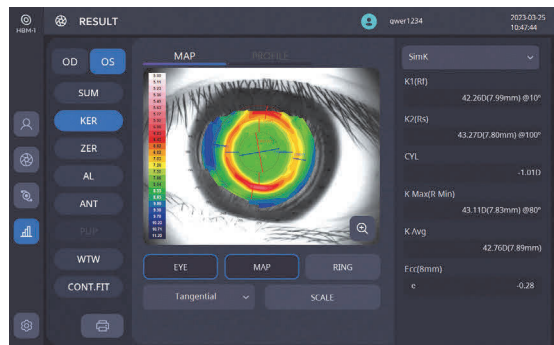 HBM-1
RESULT
qwer1234
2023-03-25
10:47:44
OD
OS
SUM
KER
ZER
AL
ANT
PUP
WTW
CONT.FIT
MAP
PROFILE
EYE
MAP
RING
Tangential
SCALE
SimK
K1(Rf)
42.26D(7.99mm)@10°
K2(Rs)
43.27D(7.80mm)@100°
CYL
-1.01D
K Max(R Min)
43.11D(7.83mm)@80°
K Avg
42.76D(7.89mm)
Ecc(8mm)
e
-0.28